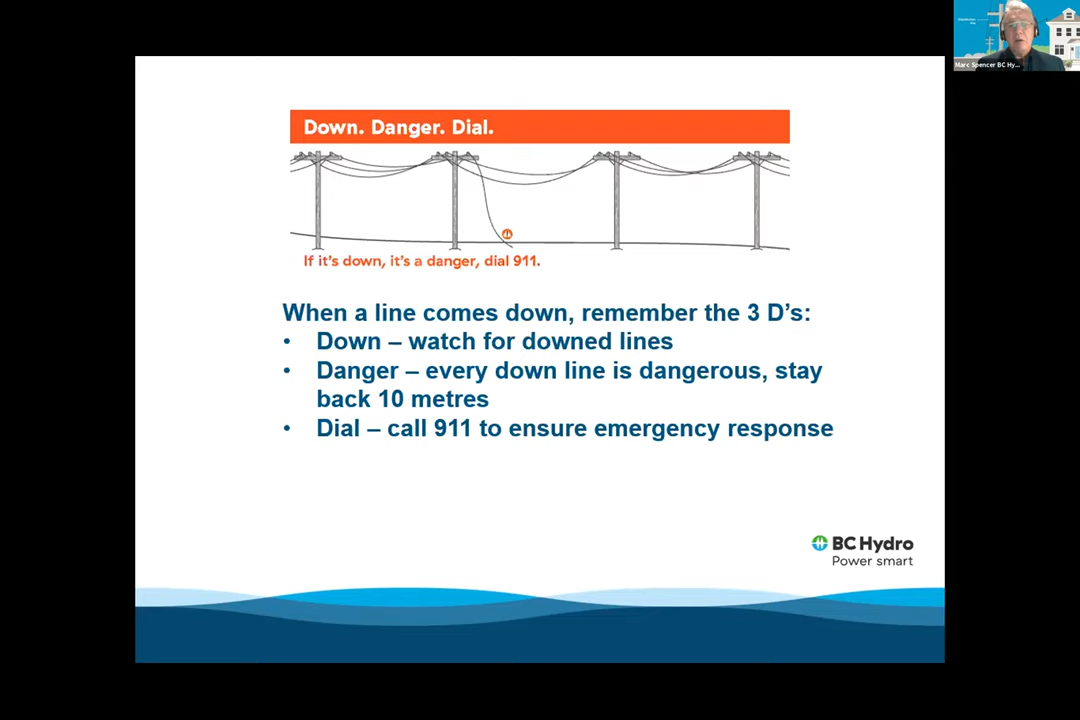 Marc Spencer BC Hy...
Down. Danger. Dial.
If it's down, it's a danger, dial 911.
When a line comes down, remember the 3 D's:
• Down – watch for downed lines
• Danger – every down line is dangerous, stay
back 10 metres
• Dial – call 911 to ensure emergency response
BC Hydro
Power smart